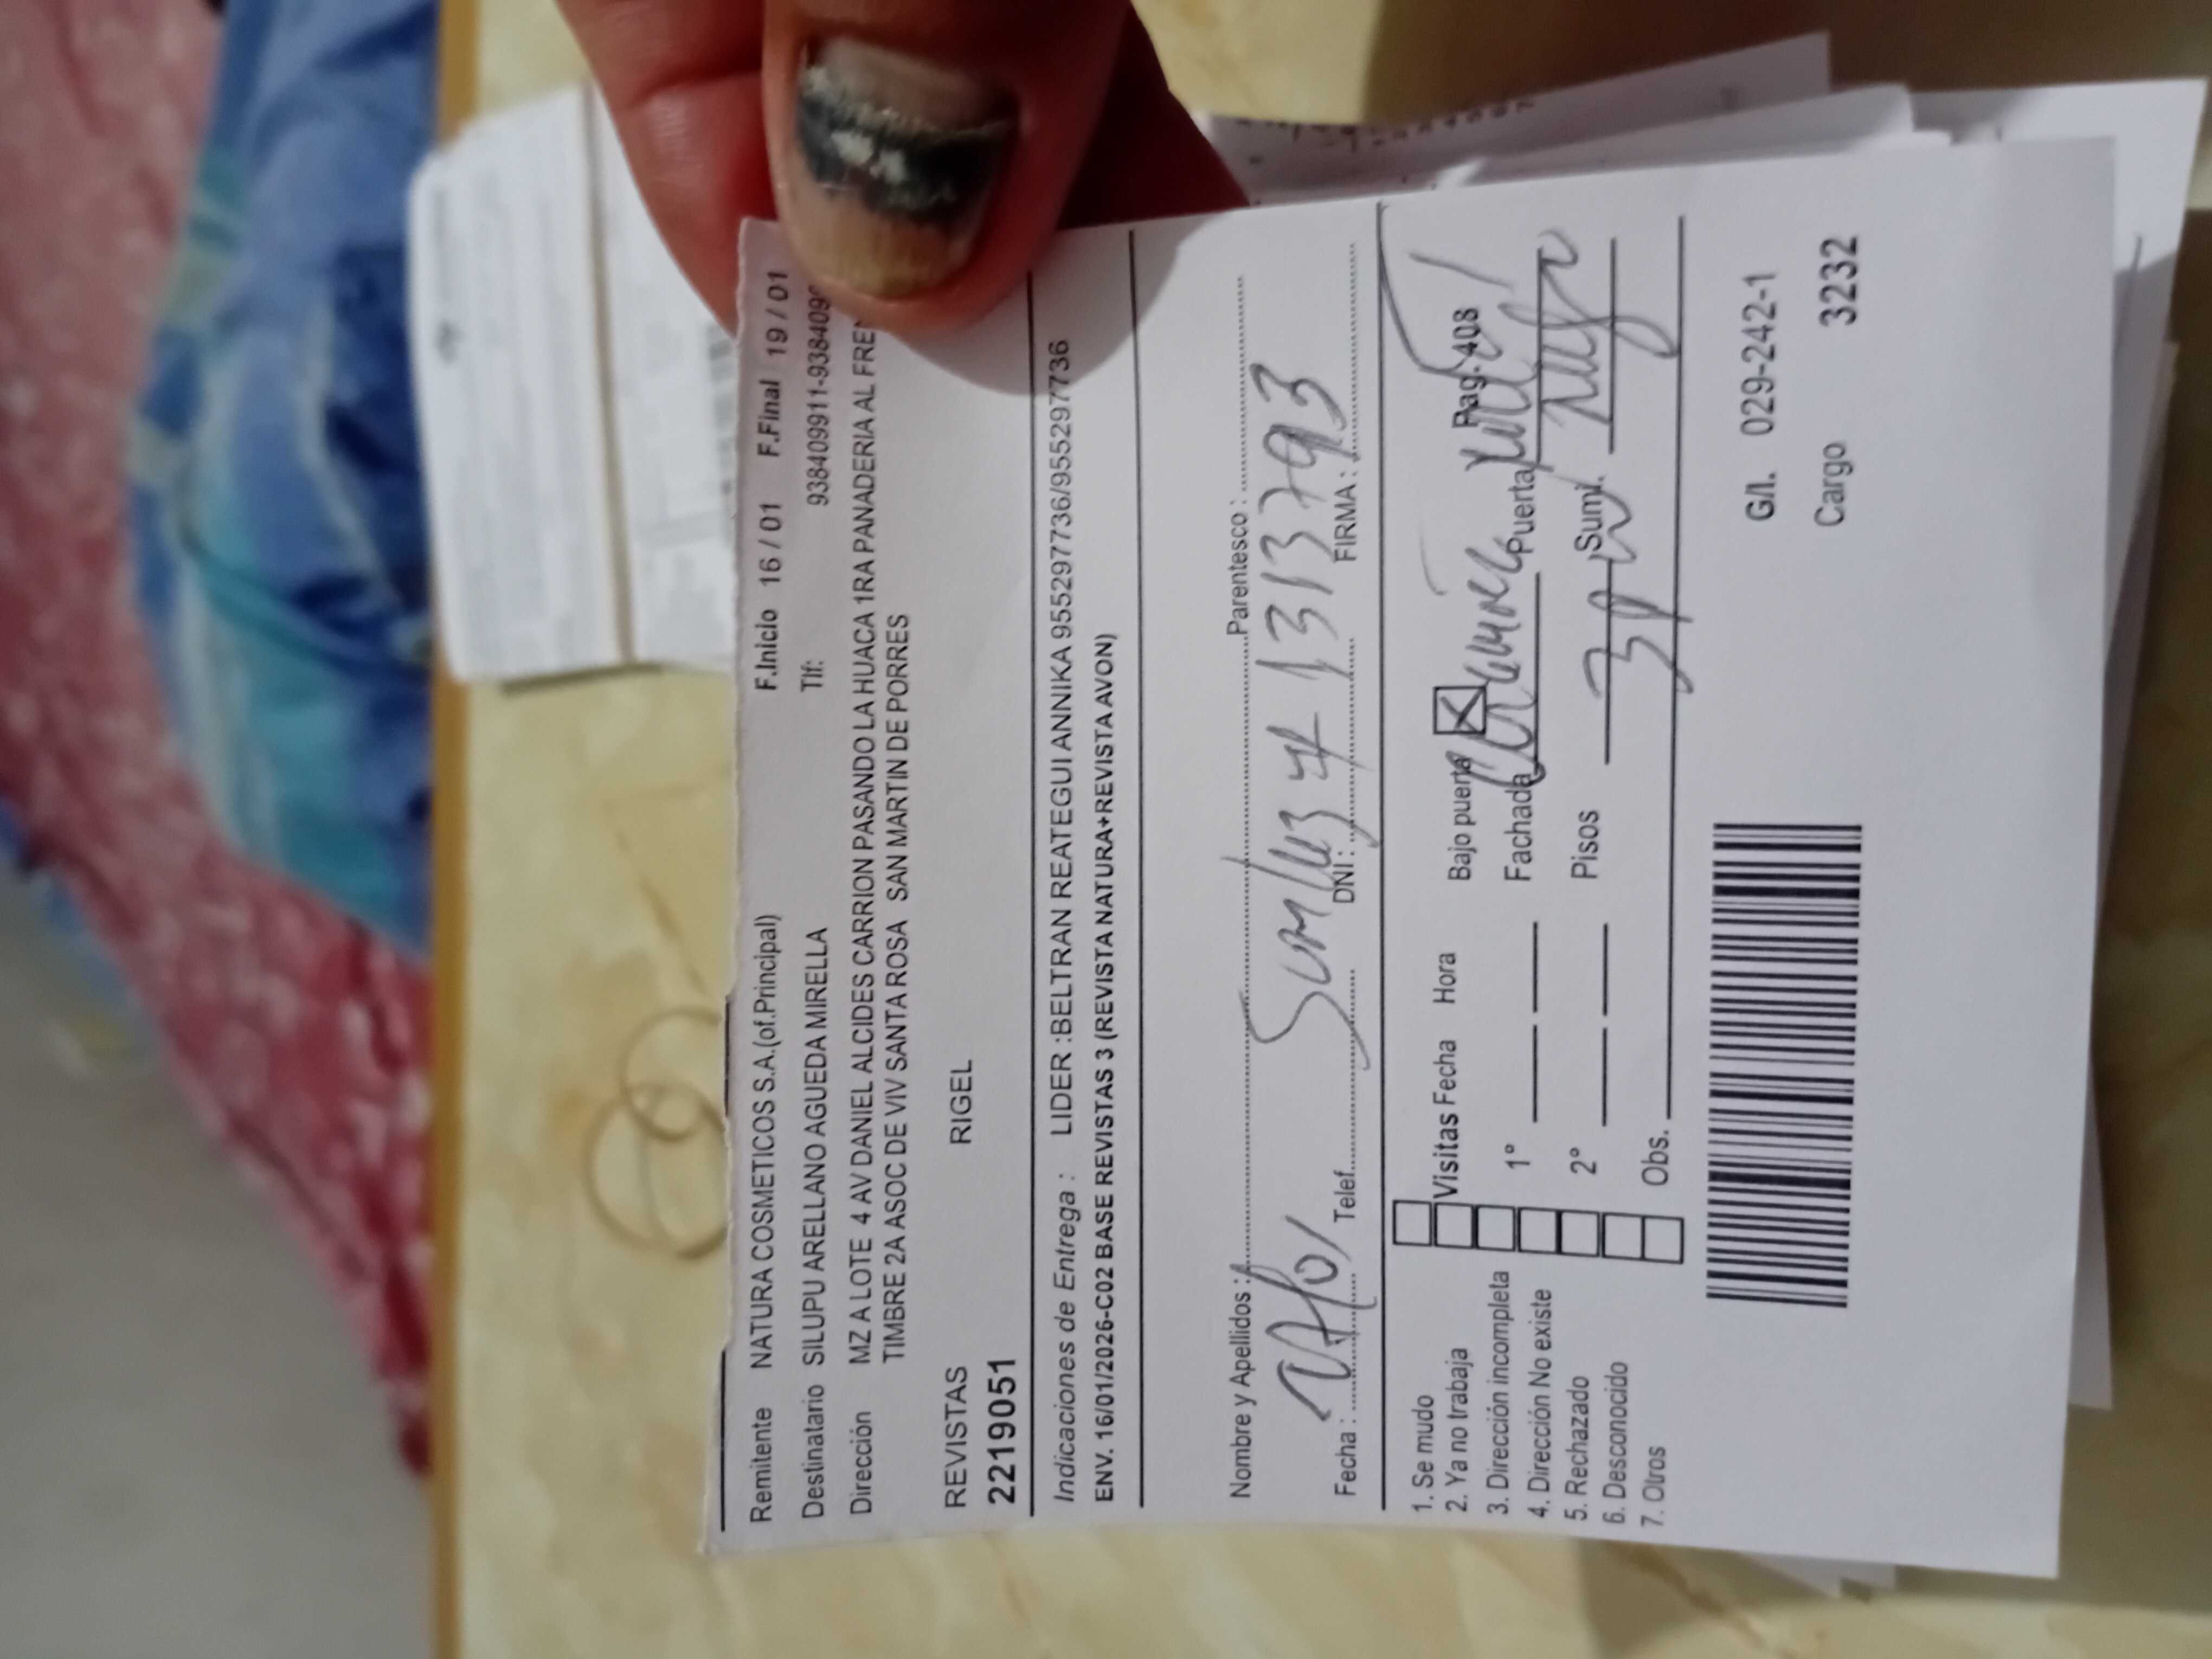 Remitente NATURA COSMETICOS S.A.(of.Principal) F.Inicio 16 / 01 F.Final 19 / 01
Destinatario SILUPU ARELLANO AGUEDA MIRELLA Tlf: 938409911-9384099
Dirección MZ A LOTE 4 AV DANIEL ALCIDES CARRION PASANDO LA HUACA 1RA PANADERIA AL FREN
TIMBRE 2A ASOC DE VIV SANTA ROSA SAN MARTIN DE PORRES
REVISTAS RIGEL
2219051
Indicaciones de Entrega : LIDER :BELTRAN REATEGUI ANNIKA 955297736/955297736
ENV. 16/01/2026-C02 BASE REVISTAS 3 (REVISTA NATURA+REVISTA AVON)
Nombre y Apellidos : Parentesco :
Fecha : Telef. DNI : FIRMA :
1. Se mudo
2. Ya no trabaja
3. Dirección incompleta
4. Dirección No existe
5. Rechazado
6. Desconocido
7. Otros
Visitas Fecha Hora Bajo puerta Pag. 408
1° Fachada Puerta
2° Pisos Sumi.
Obs.
G/l. 029-242-1
Cargo 3232